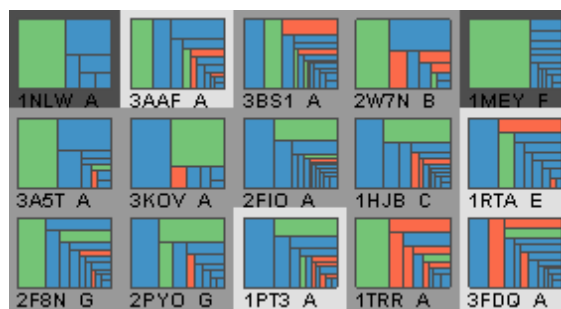 1NLW A 3AAF A 3BS1 A 2W7N B 1MEY F
3A5T A 3KOV A 2FIO A 1HJB C 1RTA E
2F8N G 2PYO G 1PT3 A 1TRR A 3FDQ A